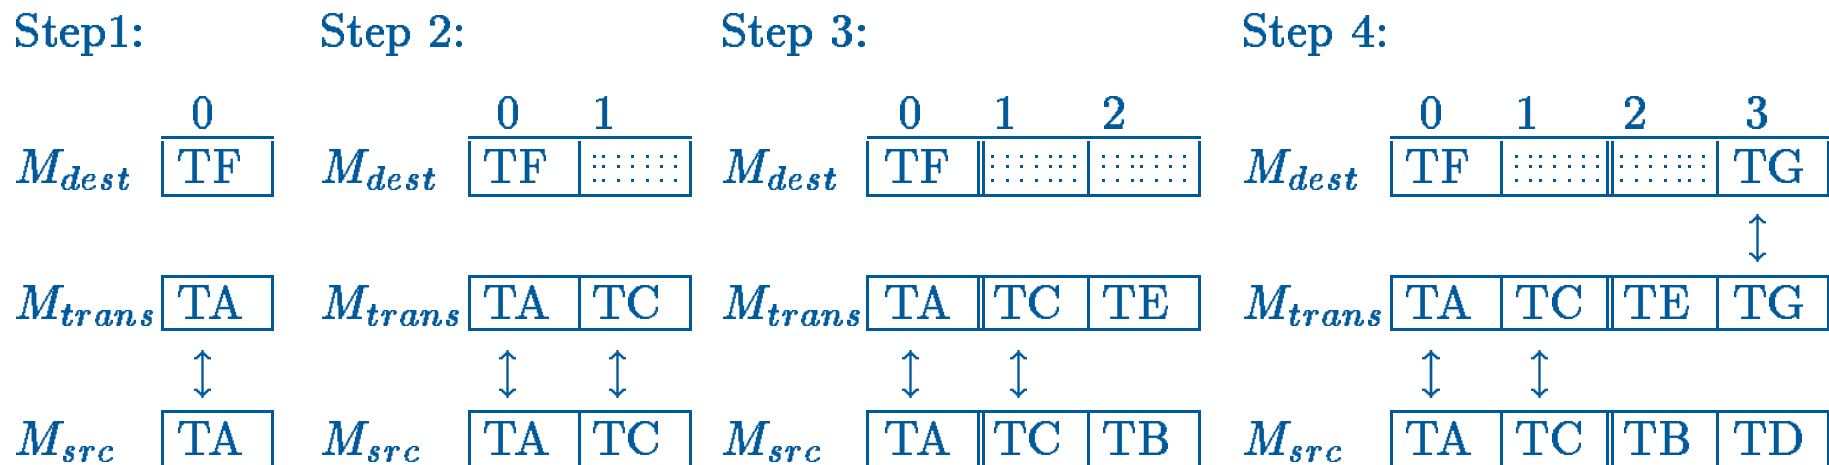 Step1: Step 2: Step 3: Step 4:
0 0 1 0 1 2 0 1 2 3
M_dest TF M_dest TF M_dest TF M_dest TF TG
↕
M_trans TA M_trans TA TC M_trans TA TC TE M_trans TA TC TE TG
↕ ↕ ↕ ↕ ↕ ↕ ↕
M_src TA M_src TA TC M_src TA TC TB M_src TA TC TB TD